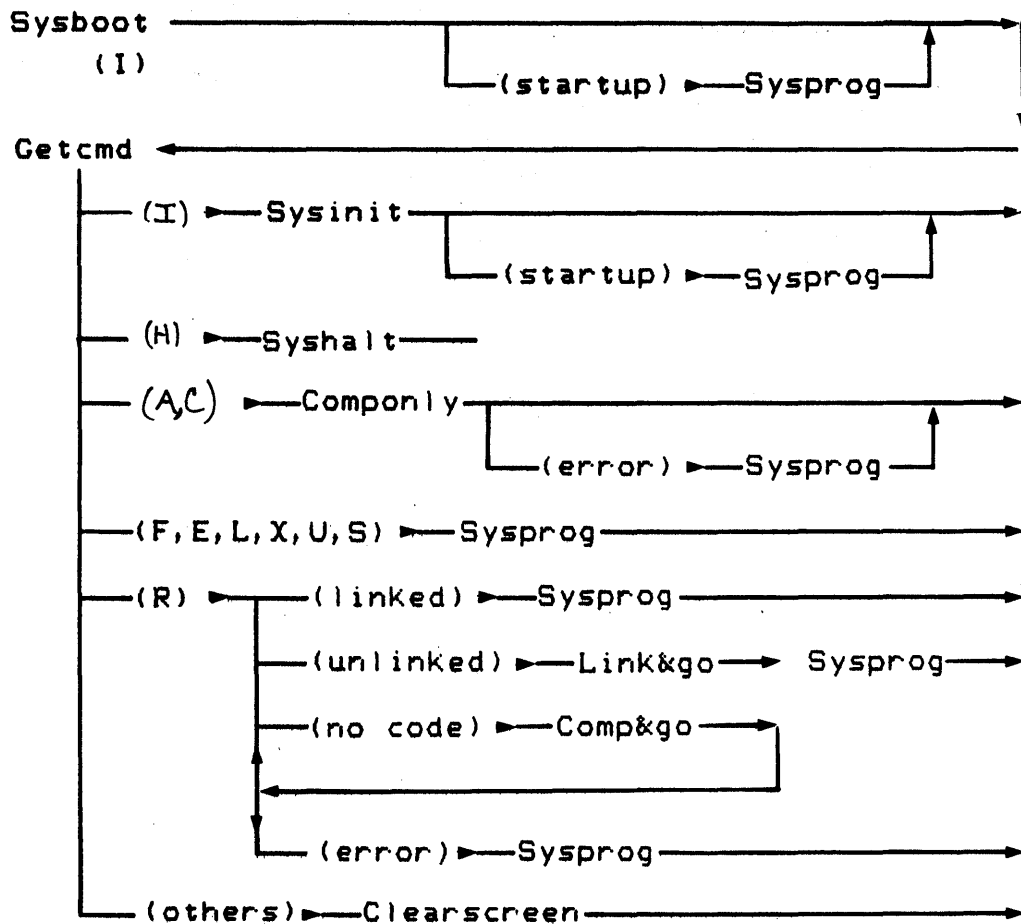 Sysboot
(I)
(startup) Sysprog
Getcmd
(I) Sysinit
(startup) Sysprog
(H) Syshalt
(A,C) Componly
(error) Sysprog
(F,E,L,X,U,S) Sysprog
(R) (linked) Sysprog
(unlinked) Link&go Sysprog
(no code) Comp&go
(error) Sysprog
(others) Clearscreen